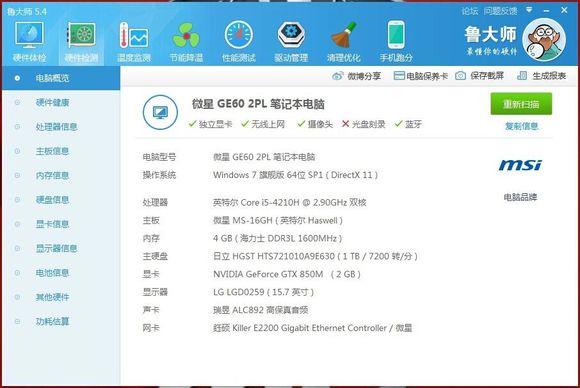 鲁大师 5.4
论坛 问题反馈
硬件体检
硬件检测
温度监测
节能降温
性能测试
驱动管理
清理优化
手机跑分
鲁大师
最懂你的硬件
微博分享
电脑保养卡
保存截屏
生成报表
电脑概览
硬件健康
处理器信息
主板信息
内存信息
硬盘信息
显卡信息
显示器信息
电池信息
其他硬件
功耗估算
微星 GE60 2PL 笔记本电脑
独立显卡 无线上网 摄像头 光盘刻录 蓝牙
重新扫描
复制信息
msi
电脑品牌
电脑型号 微星 GE60 2PL 笔记本电脑
操作系统 Windows 7 旗舰版 64位 SP1 ( DirectX 11 )
处理器 英特尔 Core i5-4210H @ 2.90GHz 双核
主板 微星 MS-16GH ( 英特尔 Haswell )
内存 4 GB ( 海力士 DDR3L 1600MHz )
主硬盘 日立 HGST HTS721010A9E630 ( 1 TB / 7200 转/分 )
显卡 NVIDIA GeForce GTX 850M ( 2 GB )
显示器 LG LGD0259 ( 15.7 英寸 )
声卡 瑞昱 ALC892 高保真音频
网卡 鈺硕 Killer E2200 Gigabit Ethernet Controller / 微星